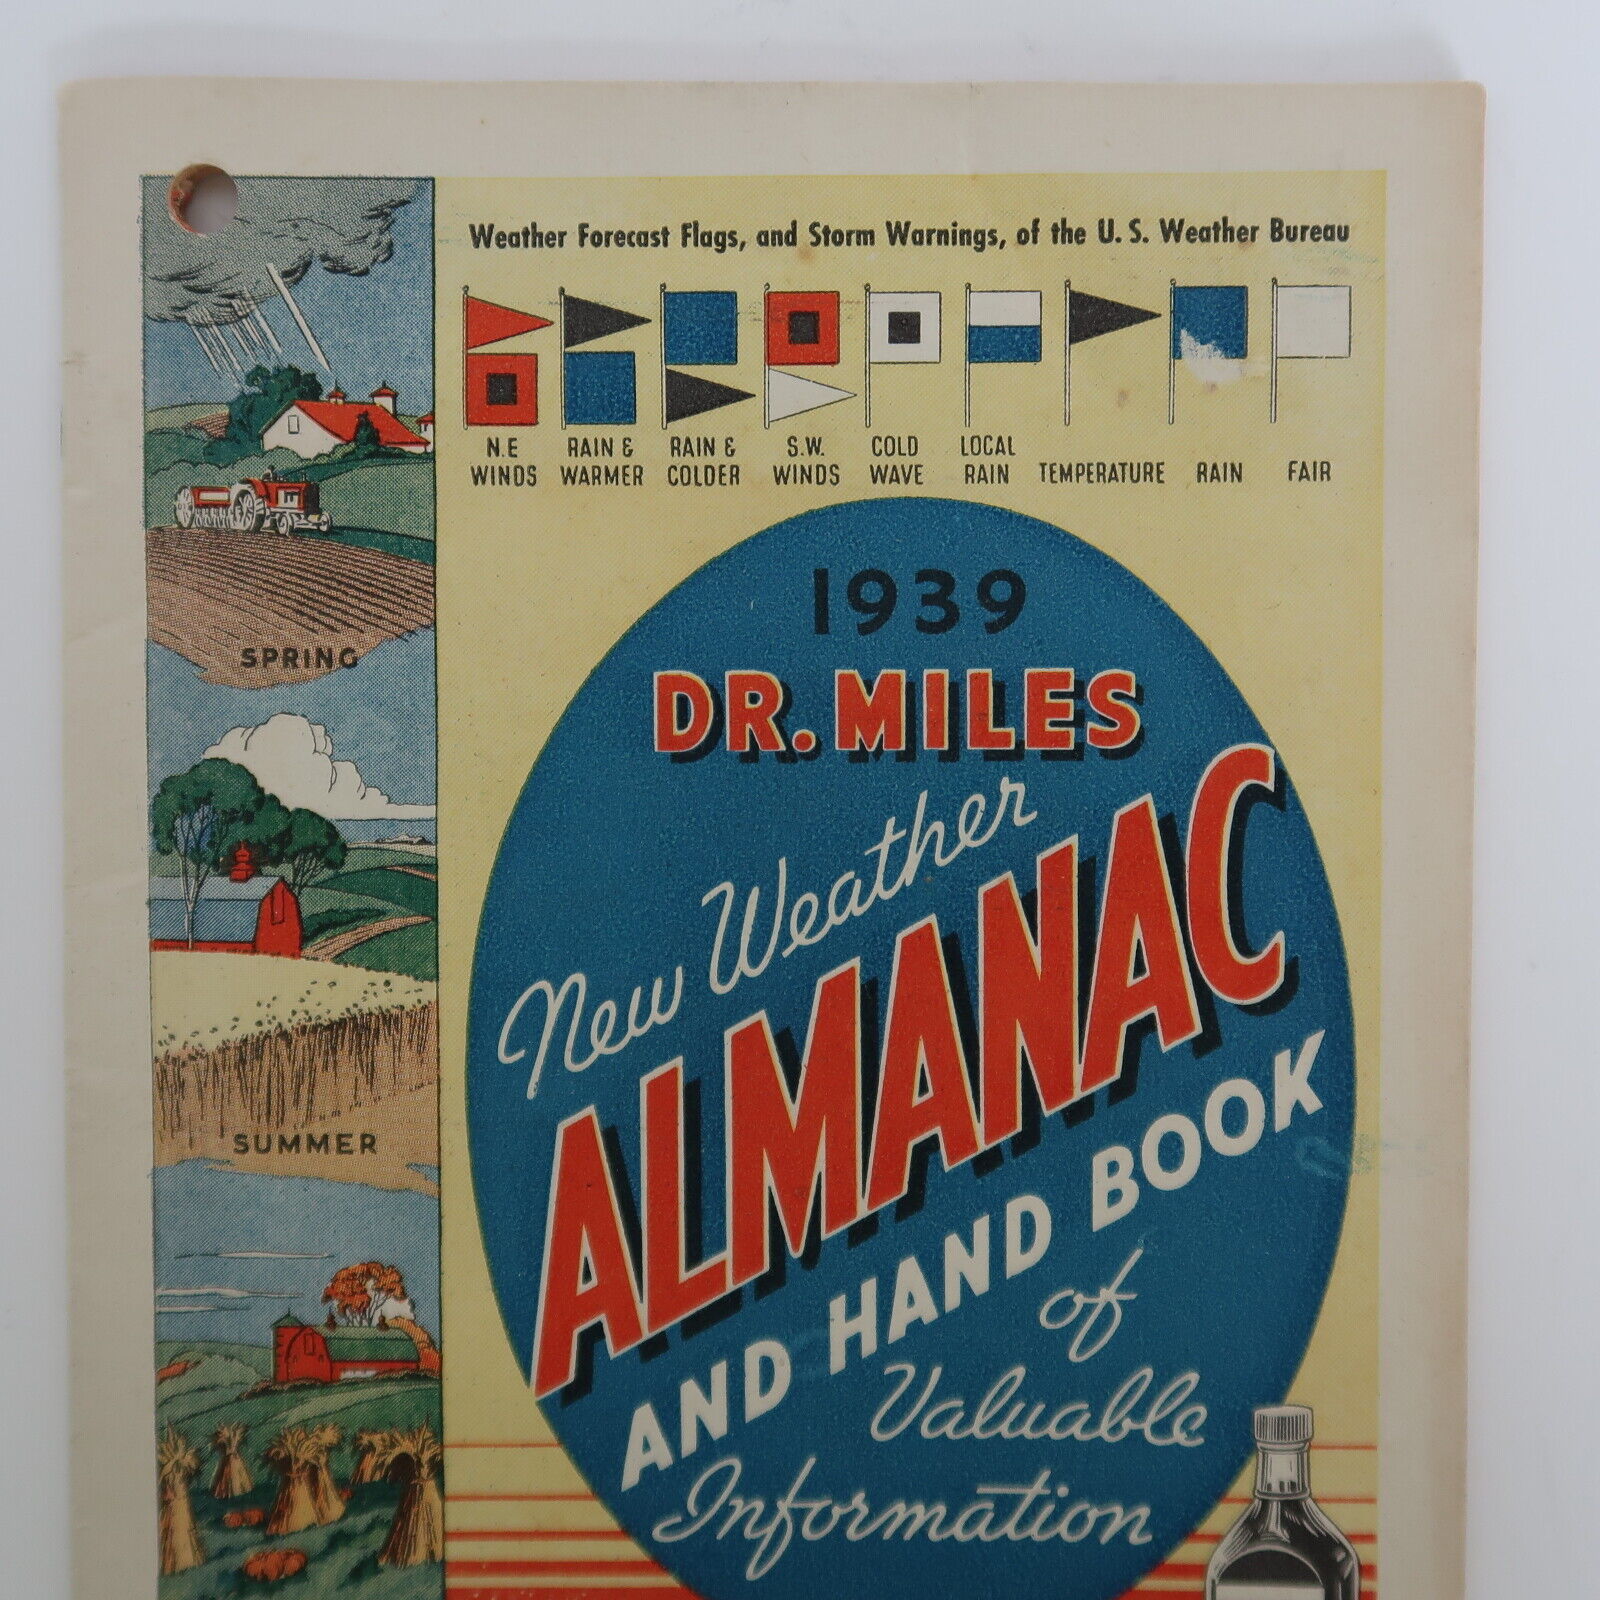 Weather Forecast Flags, and Storm Warnings, of the U. S. Weather Bureau
N.E WINDS
RAIN & WARMER
RAIN & COLDER
S.W. WINDS
COLD WAVE
LOCAL RAIN
TEMPERATURE
RAIN
FAIR
1939
DR. MILES
New Weather
ALMANAC
AND HAND BOOK
of
Valuable
Information
SPRING
SUMMER